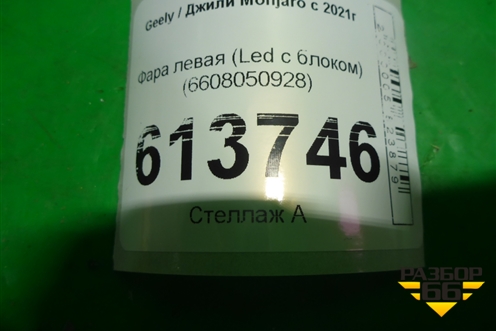 Geely / Джили Monjaro с 2021г
Фара левая (Led с блоком)
(6608050928)
613746
Стеллаж А
РАЗБОР
66